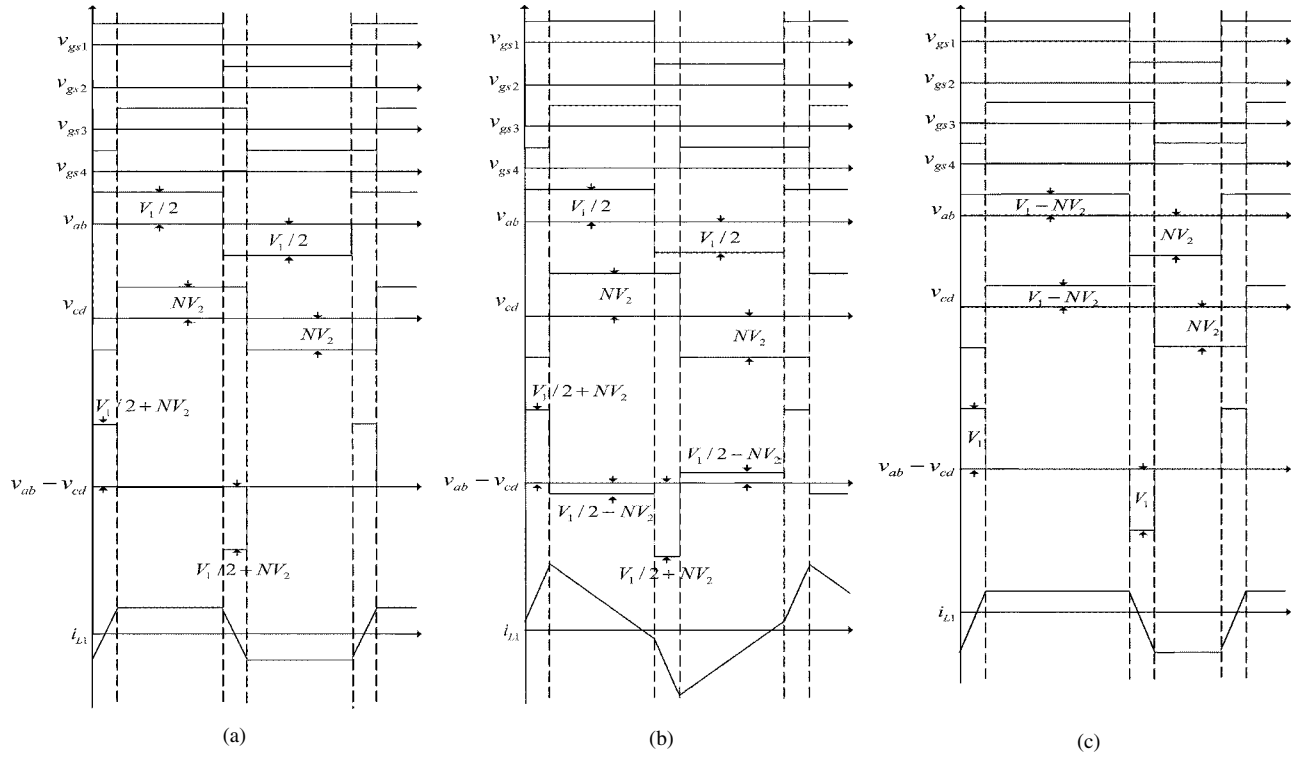 v_gs1
v_gs2
v_gs3
v_gs4
V_1/2
v_ab
V_1/2
v_cd
NV_2
NV_2
V_1/2 + NV_2
v_ab − v_cd
V_1/2 + NV_2
i_L1
(a)
v_gs1
v_gs2
v_gs3
v_gs4
V_1/2
v_ab
V_1/2
v_cd
NV_2
NV_2
V_1/2 + NV_2
V_1/2 − NV_2
v_ab − v_cd
V_1/2 − NV_2
V_1/2 + NV_2
i_L1
(b)
v_gs1
v_gs2
v_gs3
v_gs4
V_1 − NV_2
v_ab
NV_2
v_cd
V_1 − NV_2
NV_2
V_1
v_ab − v_cd
V_1
i_L1
(c)